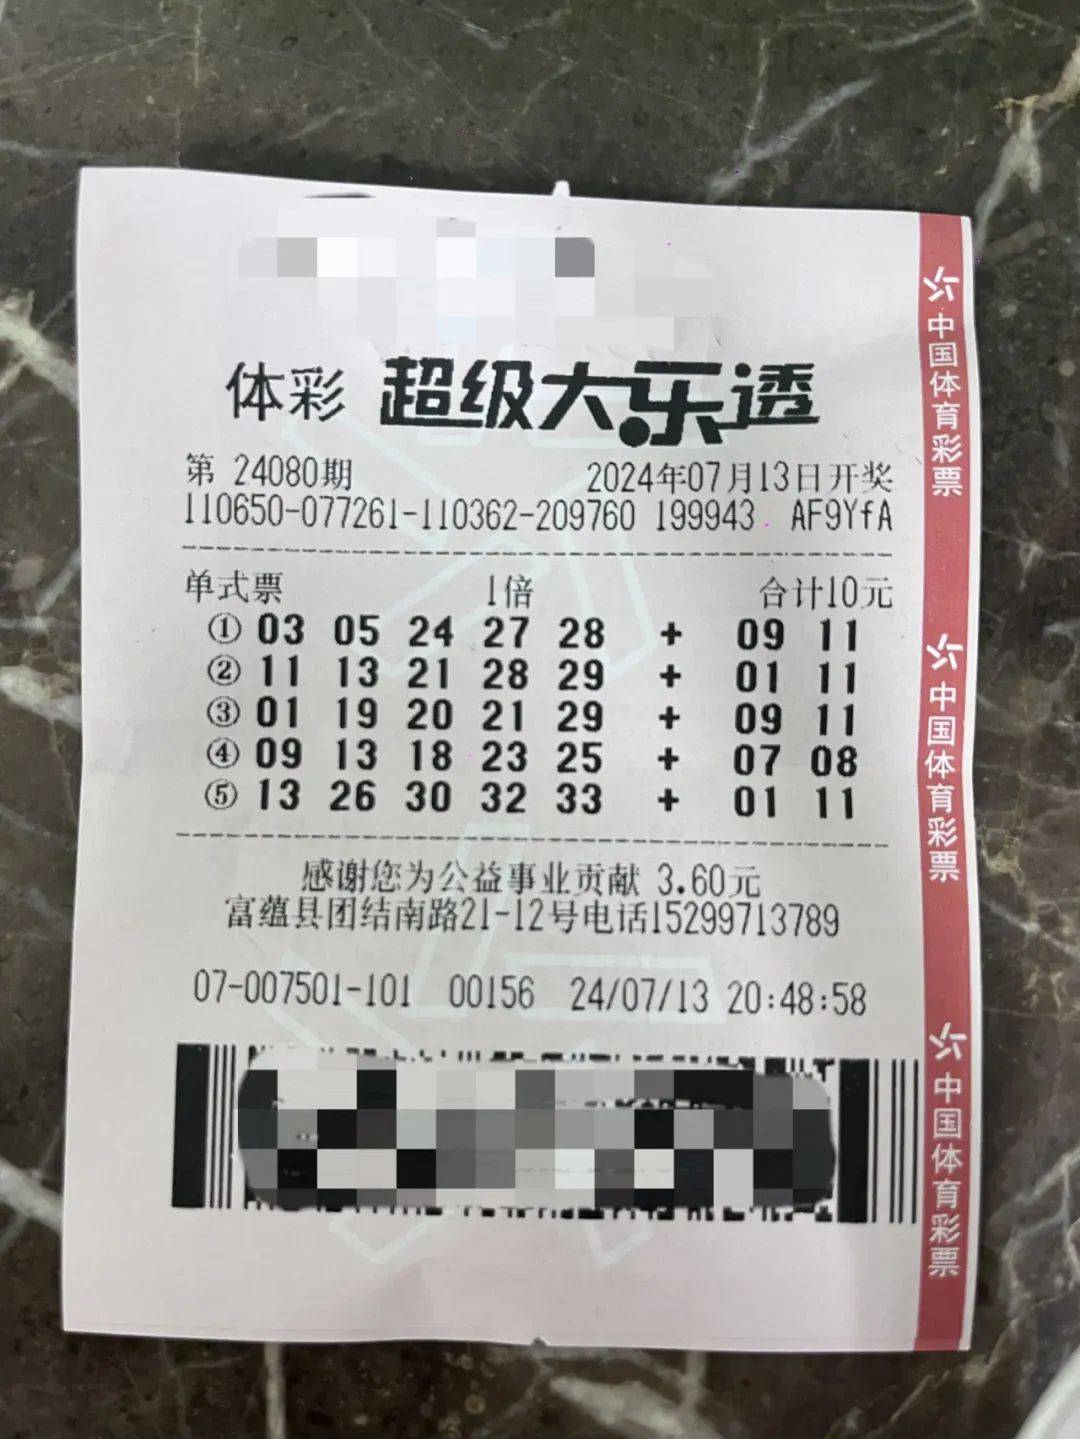 体彩 超级大乐透
第 24080期 2024年07月13日开奖
110650-077261-110362-209760 199943 AF9YfA
单式票 1倍 合计10元
① 03 05 24 27 28 + 09 11
② 11 13 21 28 29 + 01 11
③ 01 19 20 21 29 + 09 11
④ 09 13 18 23 25 + 07 08
⑤ 13 26 30 32 33 + 01 11
感谢您为公益事业贡献 3.60元
富蕴县团结南路21-12号电话15299713789
07-007501-101 00156 24/07/13 20:48:58
中国体育彩票
中国体育彩票
中国体育彩票